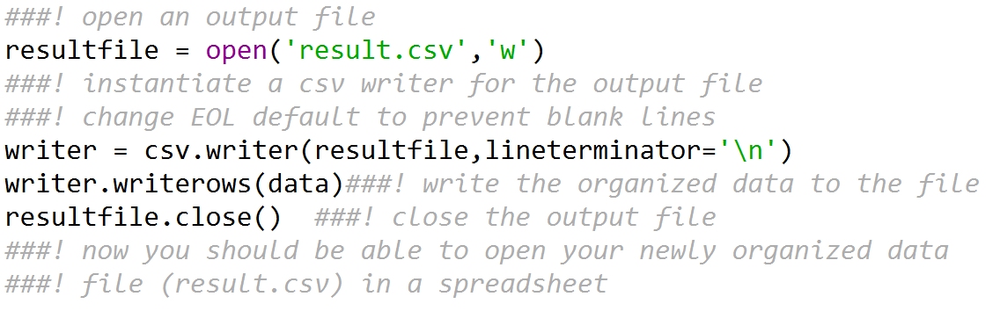 ###! open an output file
resultfile = open('result.csv','w')
###! instantiate a csv writer for the output file
###! change EOL default to prevent blank lines
writer = csv.writer(resultfile,lineterminator='\n')
writer.writerows(data)###! write the organized data to the file
resultfile.close()  ###! close the output file
###! now you should be able to open your newly organized data
###! file (result.csv) in a spreadsheet